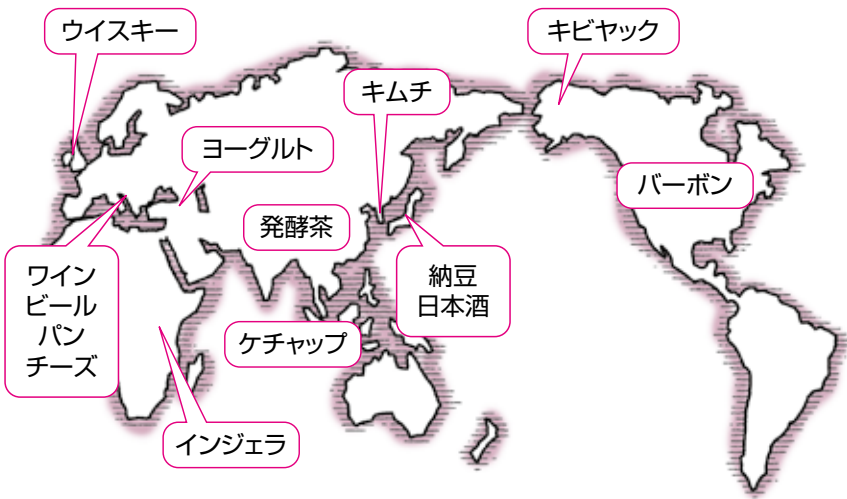 ウイスキー
キビヤック
キムチ
ヨーグルト
バーボン
発酵茶
ワイン
ビール
パン
チーズ
納豆
日本酒
ケチャップ
インジェラ